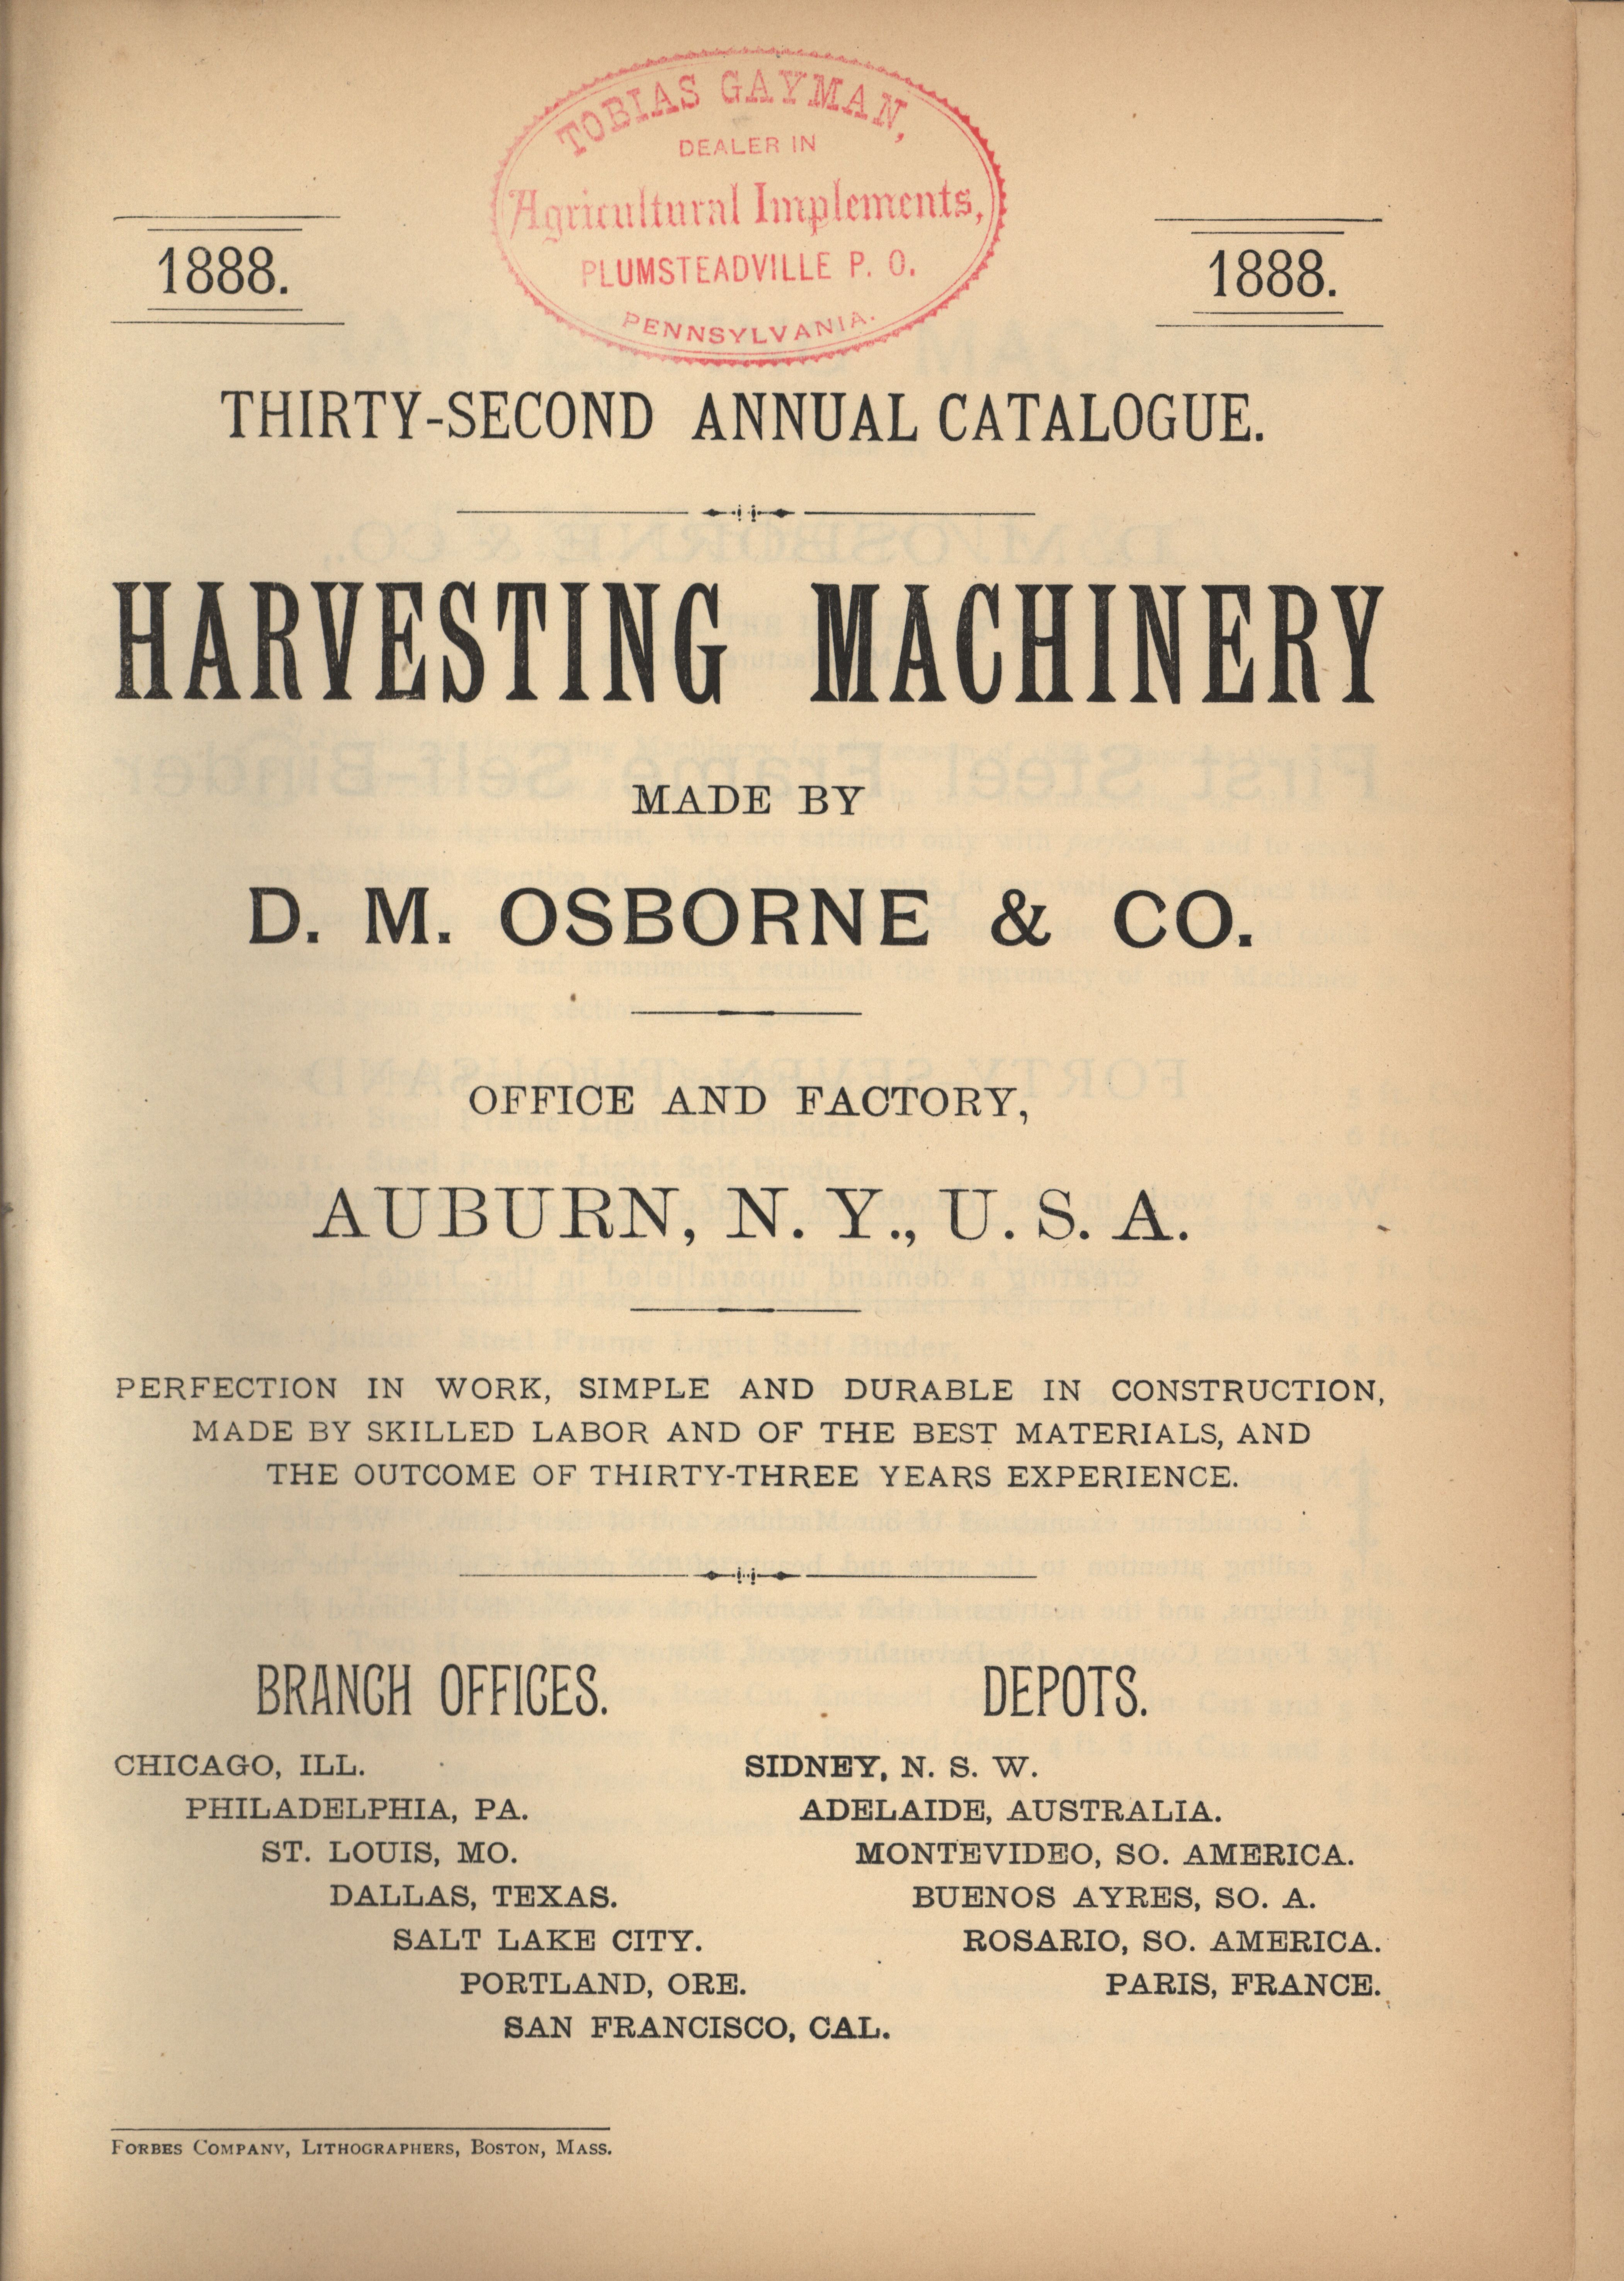 TOBIAS GAYMAN,
DEALER IN
Agricultural Implements,
PLUMSTEADVILLE P. O.
PENNSYLVANIA.
1888.
1888.
THIRTY-SECOND ANNUAL CATALOGUE.
HARVESTING MACHINERY
MADE BY
D. M. OSBORNE & CO.
OFFICE AND FACTORY,
AUBURN, N. Y., U. S. A.
PERFECTION IN WORK, SIMPLE AND DURABLE IN CONSTRUCTION,
MADE BY SKILLED LABOR AND OF THE BEST MATERIALS, AND
THE OUTCOME OF THIRTY-THREE YEARS EXPERIENCE.
BRANCH OFFICES.
CHICAGO, ILL.
PHILADELPHIA, PA.
ST. LOUIS, MO.
DALLAS, TEXAS.
SALT LAKE CITY.
PORTLAND, ORE.
SAN FRANCISCO, CAL.
DEPOTS.
SIDNEY, N. S. W.
ADELAIDE, AUSTRALIA.
MONTEVIDEO, SO. AMERICA.
BUENOS AYRES, SO. A.
ROSARIO, SO. AMERICA.
PARIS, FRANCE.
FORBES COMPANY, LITHOGRAPHERS, BOSTON, MASS.